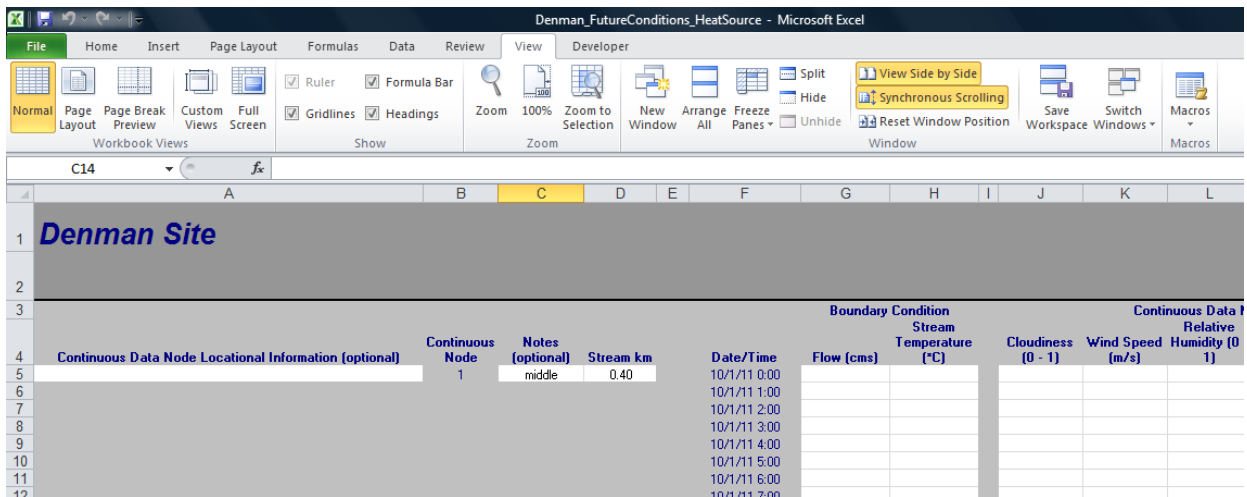 Denman_FutureConditions_HeatSource - Microsoft Excel
File Home Insert Page Layout Formulas Data Review View Developer
Normal Page Layout Page Break Preview Custom Views Full Screen
Workbook Views
Ruler Formula Bar
Gridlines Headings
Show
Zoom 100% Zoom to Selection
Zoom
New Window Arrange All Freeze Panes
Split
Hide
Unhide
View Side by Side
Synchronous Scrolling
Reset Window Position
Save Workspace Switch Windows
Window
Macros
Macros
C14 fx
A B C D E F G H I J K L
1 Denman Site
2
3 Boundary Condition Continuous Data
4 Continuous Data Node Locational Information (optional) Continuous Node Notes (optional) Stream km Date/Time Flow (cms) Stream Temperature (°C) Cloudiness (0 - 1) Wind Speed (m/s) Relative Humidity (0 1)
5 1 middle 0.40 10/1/11 0:00
6 10/1/11 1:00
7 10/1/11 2:00
8 10/1/11 3:00
9 10/1/11 4:00
10 10/1/11 5:00
11 10/1/11 6:00
12 10/1/11 7:00